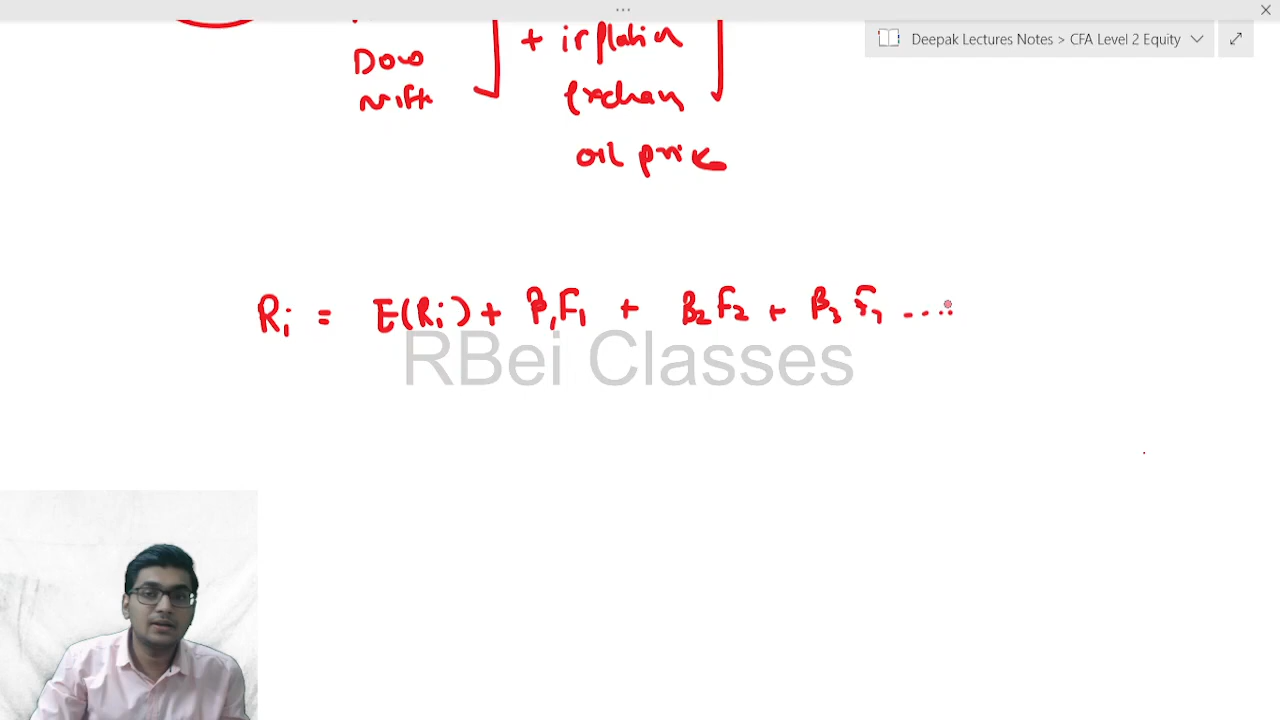 Deepak Lectures Notes > CFA Level 2 Equity
+ inflation
Dow
Nift
exchan
oil price
Ri = E(Ri) + β1F1 + β2F2 + β3F3 .....
RBei Classes